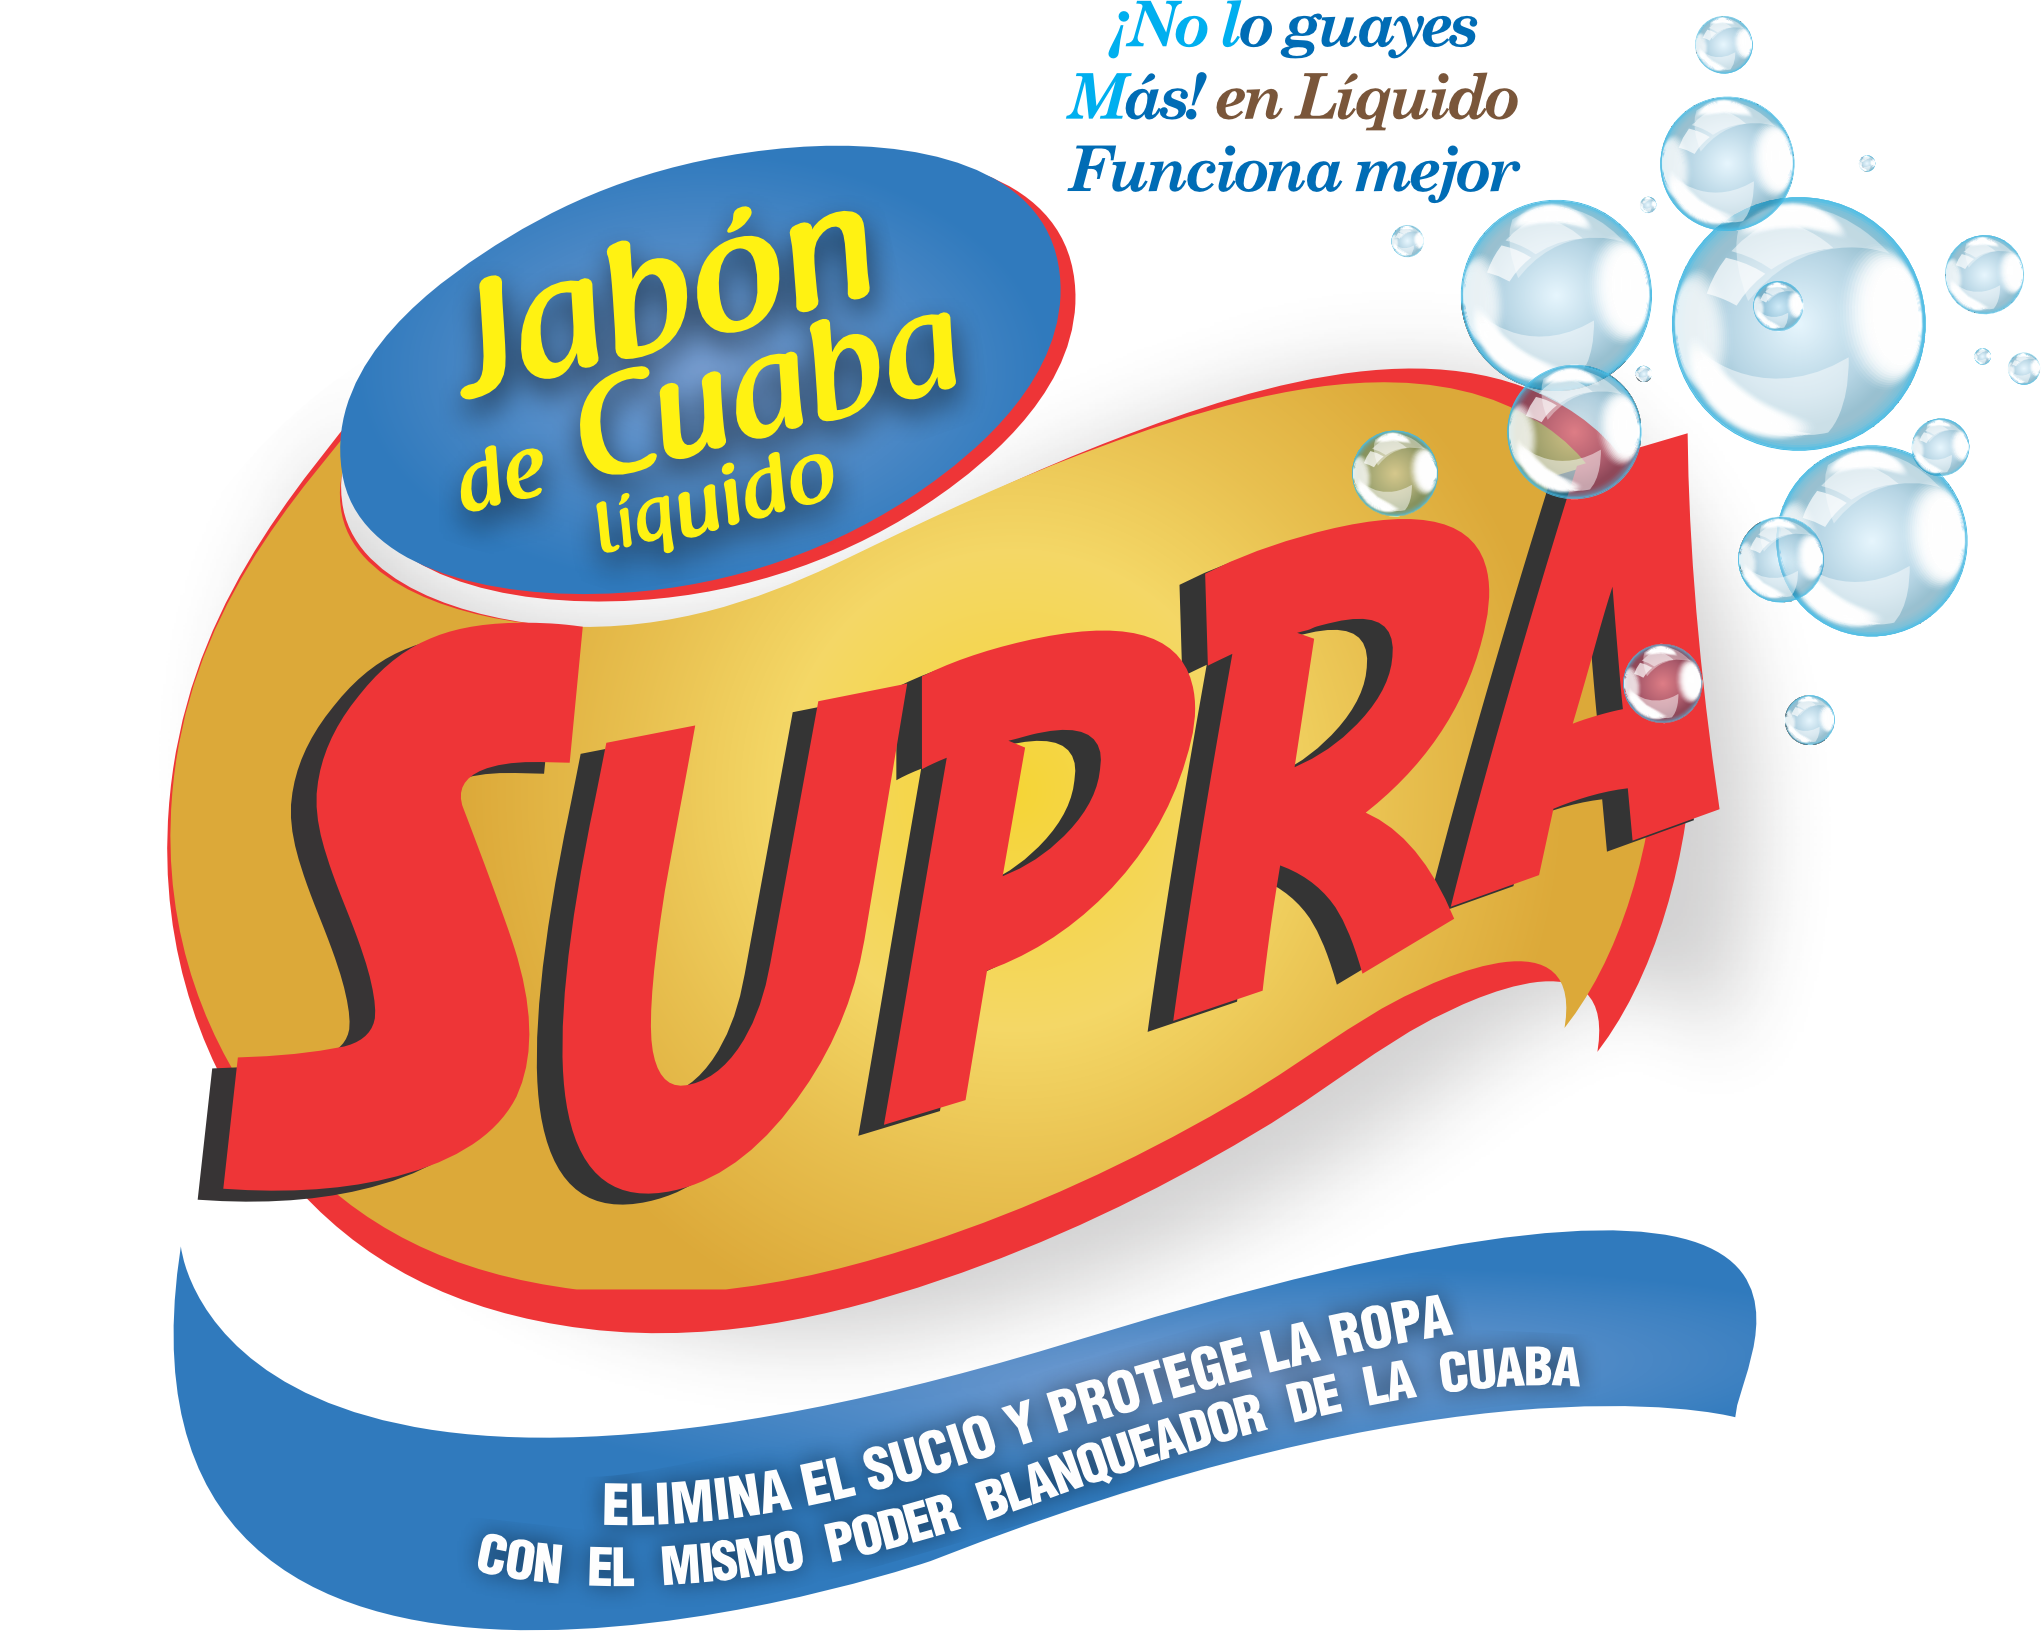 ¡No lo guayes
Más! en Líquido
Funciona mejor
Jabón
de Cuaba
líquido
SUPRA
ELIMINA EL SUCIO Y PROTEGE LA ROPA
CON EL MISMO PODER BLANQUEADOR DE LA CUABA